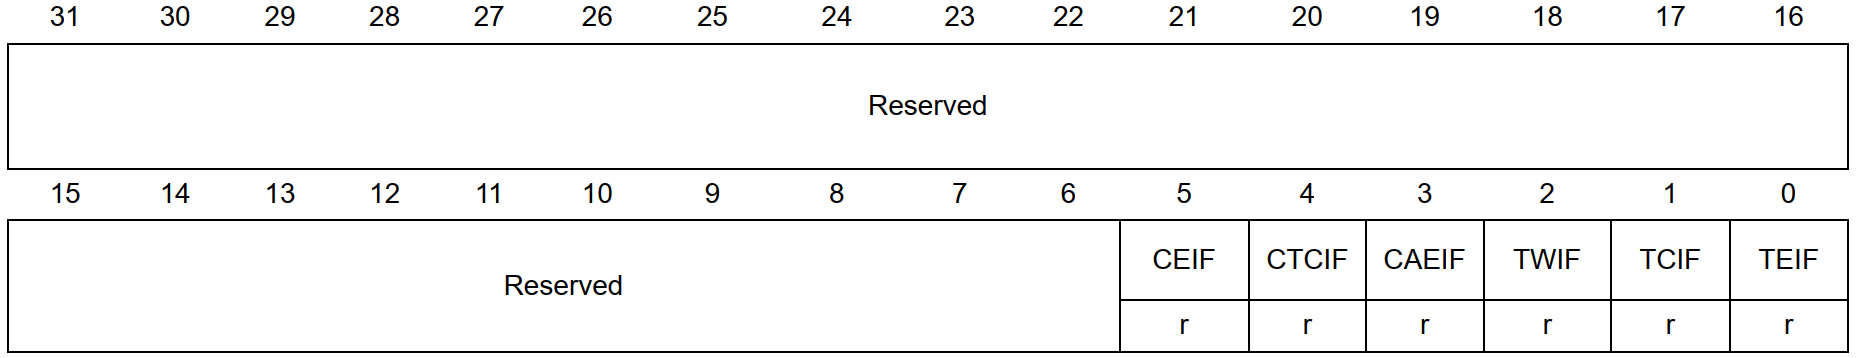 31 30 29 28 27 26 25 24 23 22 21 20 19 18 17 16
Reserved
15 14 13 12 11 10 9 8 7 6 5 4 3 2 1 0
Reserved CEIF CTCIF CAEIF TWIF TCIF TEIF
r r r r r r